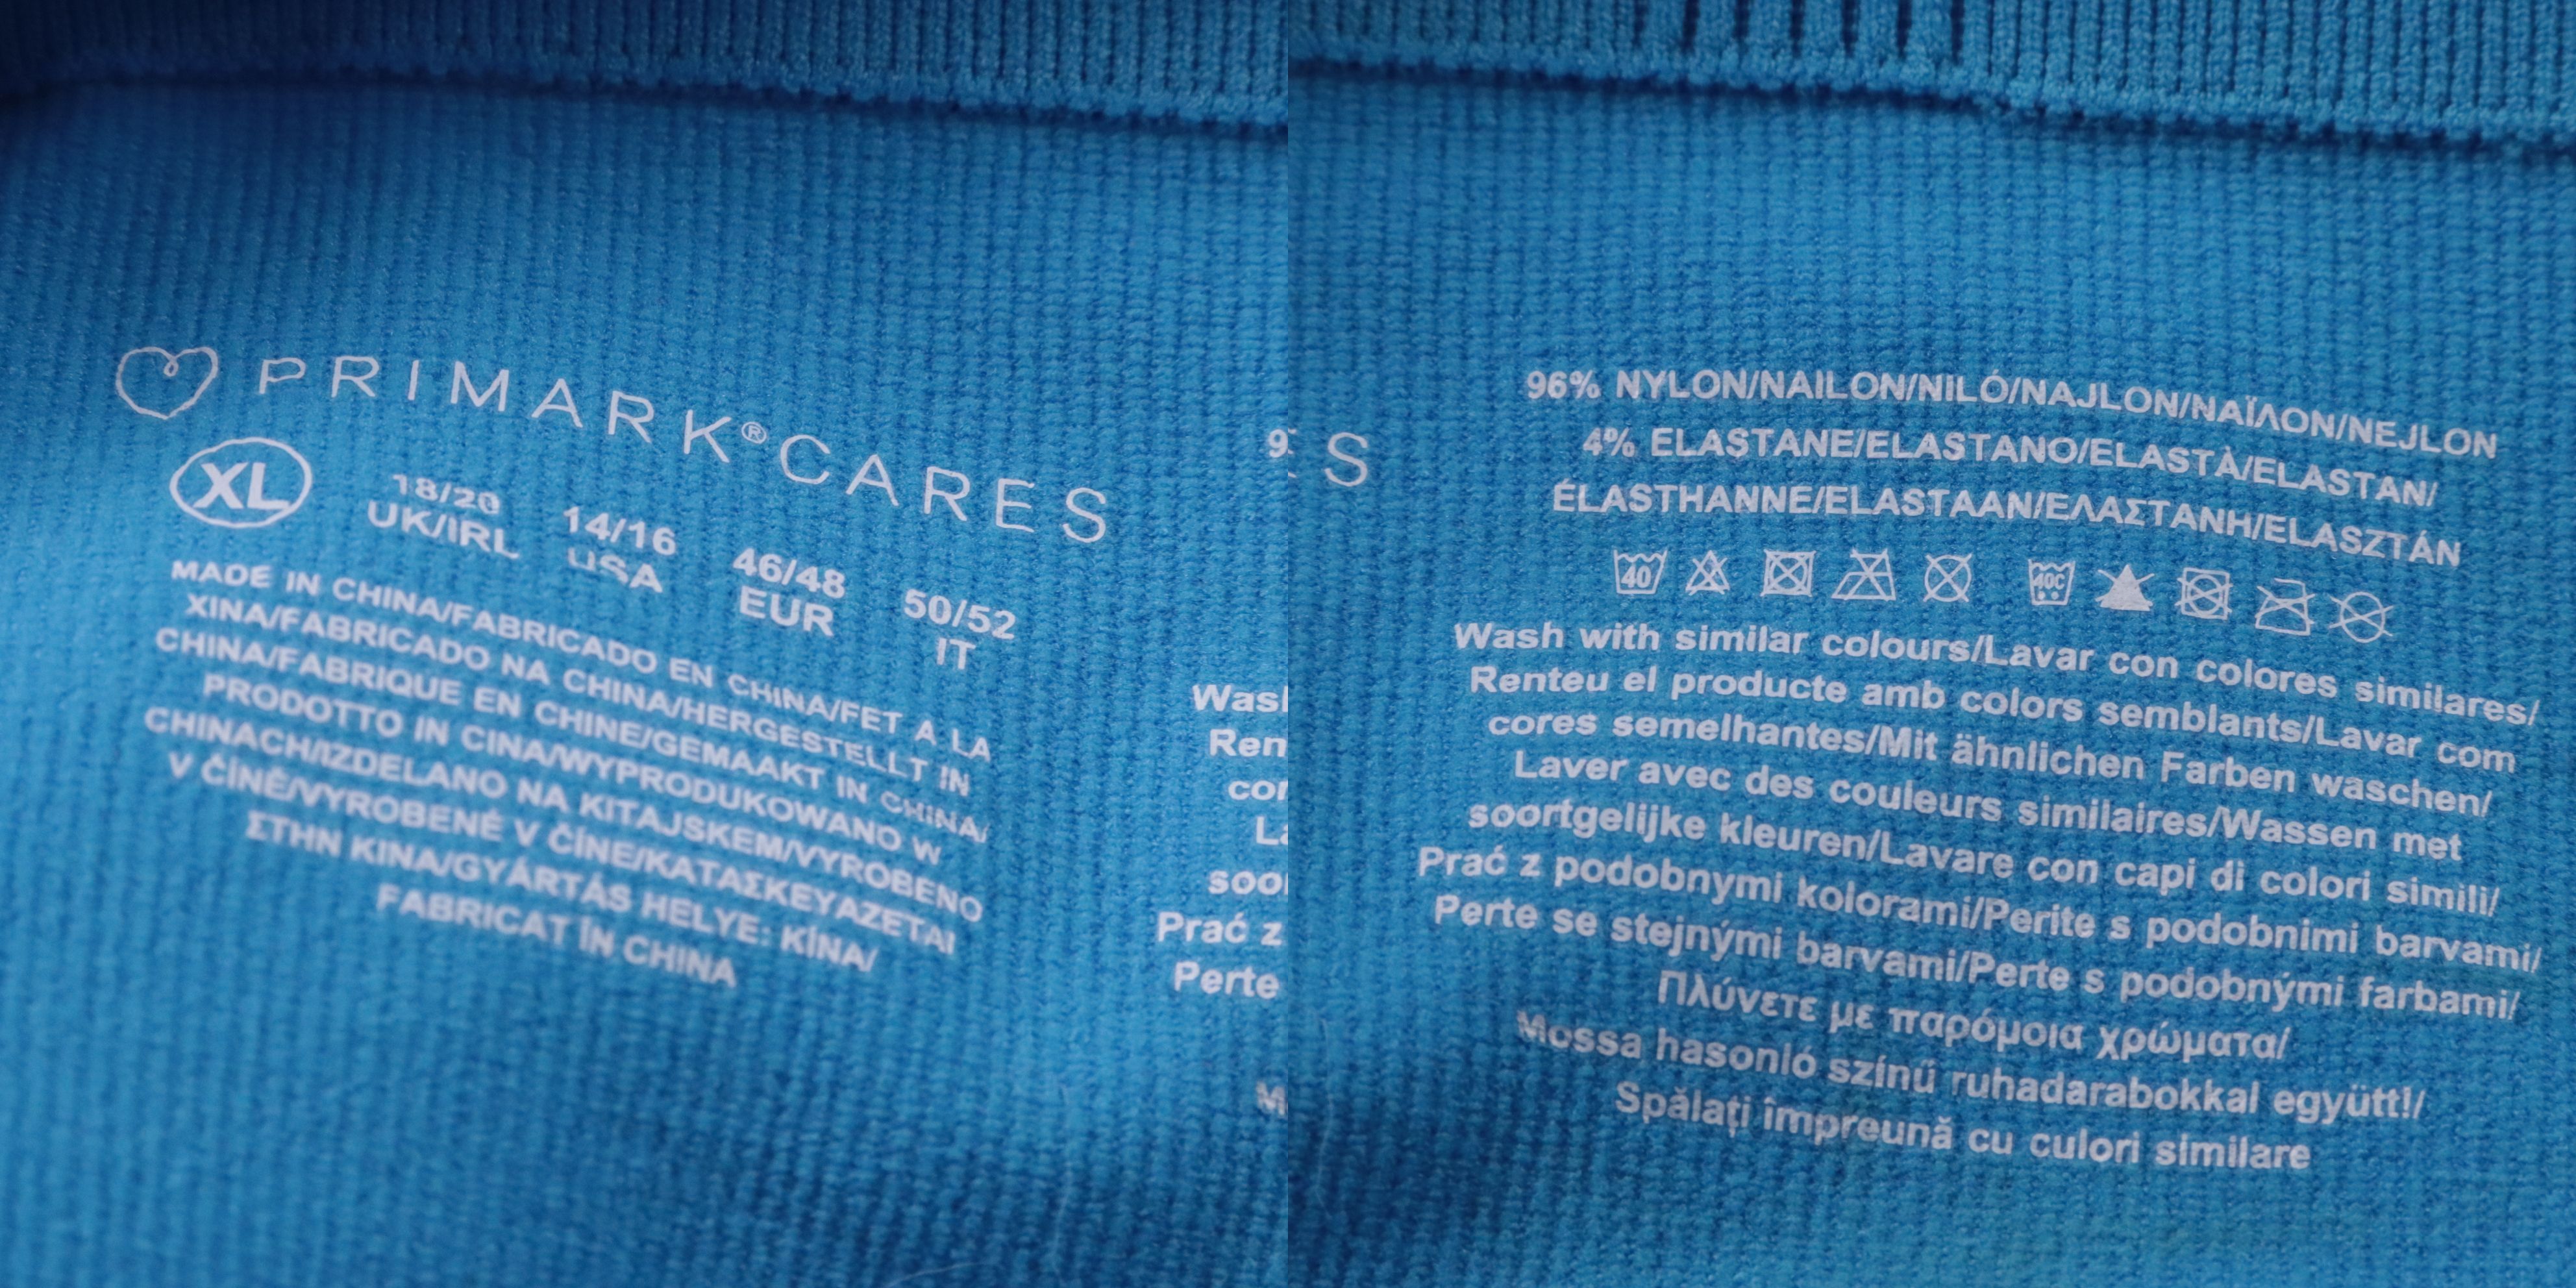 PRIMARK® CARES
XL
18/20 14/16 46/48 50/52
UK/IRL USA EUR IT
MADE IN CHINA/FABRICADO EN CHINA/FET A LA
XINA/FABRICADO NA CHINA/HERGESTELLT IN
CHINA/FABRIQUE EN CHINE/GEMAAKT IN CHINA/
PRODOTTO IN CINA/WYPRODUKOWANO W
CHINACH/IZDELANO NA KITAJSKEM/VYROBENO
V ČÍNĚ/VYROBENÉ V ČÍNE/ΚΑΤΑΣΚΕΥΑΖΕΤΑΙ
ΣΤΗΝ ΚΙΝΑ/GYÁRTÁS HELYE: KÍNA/
FABRICAT ÎN CHINA
Prać z
Perte
S
96% NYLON/NAILON/NILÓ/NAJLON/ΝΑΪΛΟΝ/NEJLON
4% ELASTANE/ELASTANO/ELASTÀ/ELASTAN/
ÉLASTHANNE/ELASTAAN/ΕΛΑΣΤΑΝΗ/ELASZTÁN
40 40C
Wash with similar colours/Lavar con colores similares/
Renteu el producte amb colors semblants/Lavar com
cores semelhantes/Mit ähnlichen Farben waschen/
Laver avec des couleurs similaires/Wassen met
soortgelijke kleuren/Lavare con capi di colori simili/
Prać z podobnymi kolorami/Perite s podobnimi barvami/
Perte se stejnými barvami/Perte s podobnými farbami/
Πλύνετε με παρόμοια χρώματα/
Mossa hasonló színű ruhadarabokkal együtt!/
Spălați împreună cu culori similare